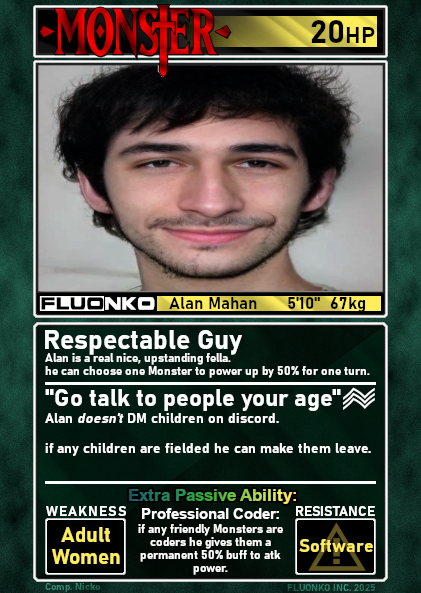 MONSTER
20HP
FLUONKO Alan Mahan 5'10" 67kg
Respectable Guy
Alan is a real nice, upstanding fella.
he can choose one Monster to power up by 50% for one turn.
"Go talk to people your age"
Alan doesn't DM children on discord.
if any children are fielded he can make them leave.
Extra Passive Ability:
WEAKNESS
Adult
Women
Professional Coder:
if any friendly Monsters are
coders he gives them a
permanent 50% buff to atk
power.
RESISTANCE
Software
Comp. Nicko
FLUONKO INC. 2025